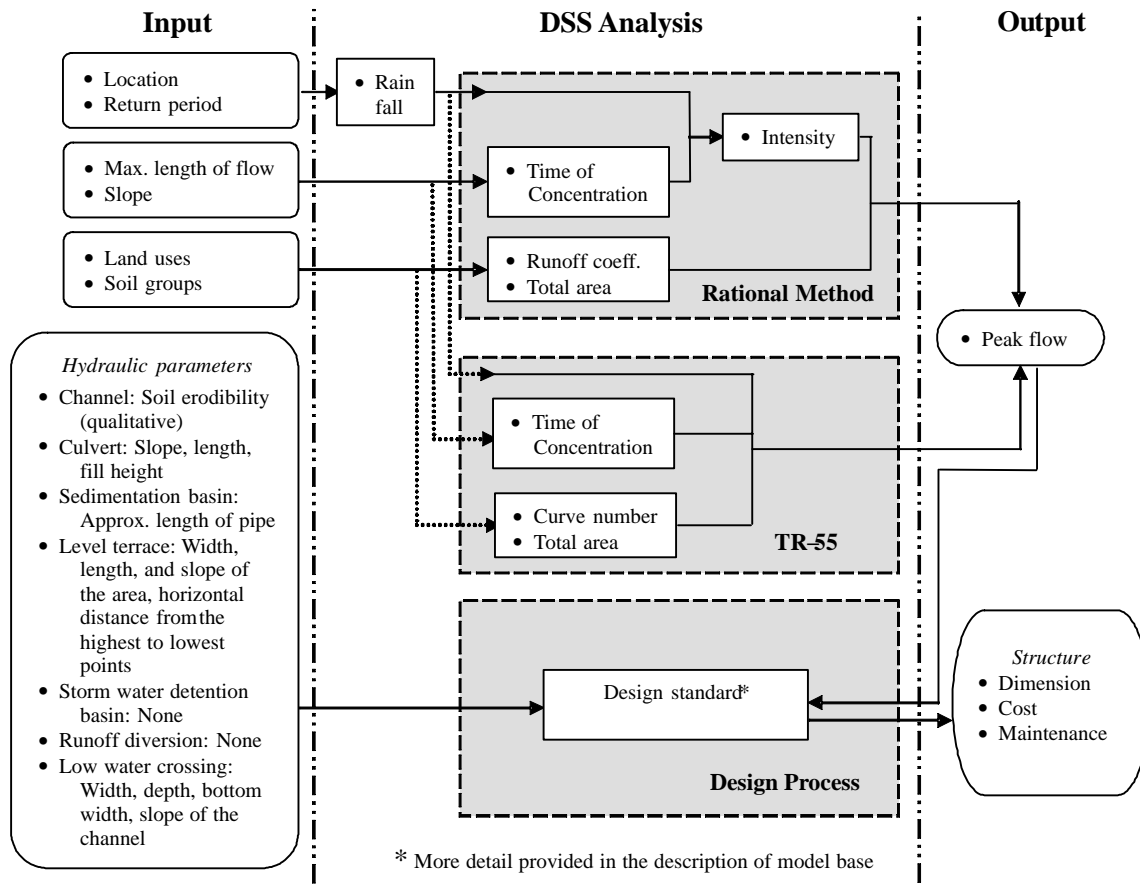 Input
DSS Analysis
Output
• Location
• Return period
• Rain
fall
• Max. length of flow
• Slope
• Land uses
• Soil groups
• Intensity
• Time of
Concentration
• Runoff coeff.
• Total area
Rational Method
• Peak flow
Hydraulic parameters
• Channel: Soil erodibility
(qualitative)
• Culvert: Slope, length,
fill height
• Sedimentation basin:
Approx. length of pipe
• Level terrace: Width,
length, and slope of
the area, horizontal
distance from the
highest to lowest
points
• Storm water detention
basin: None
• Runoff diversion: None
• Low water crossing:
Width, depth, bottom
width, slope of the
channel
• Time of
Concentration
• Curve number
• Total area
TR–55
Design standard*
Design Process
Structure
• Dimension
• Cost
• Maintenance
* More detail provided in the description of model base